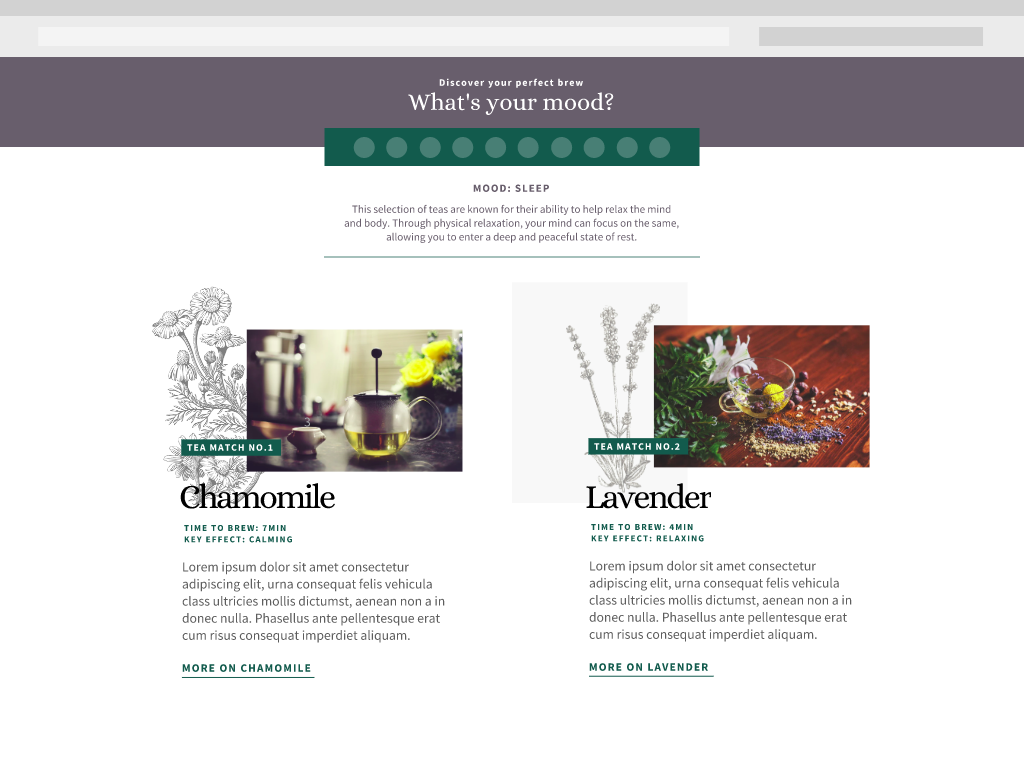 Discover your perfect brew
What's your mood?
MOOD: SLEEP
This selection of teas are known for their ability to help relax the mind
and body. Through physical relaxation, your mind can focus on the same,
allowing you to enter a deep and peaceful state of rest.
3
TEA MATCH NO.1
Chamomile
TIME TO BREW: 7MIN
KEY EFFECT: CALMING
Lorem ipsum dolor sit amet consectetur
adipiscing elit, urna consequat felis vehicula
class ultricies mollis dictumst, aenean non a in
donec nulla. Phasellus ante pellentesque erat
cum risus consequat imperdiet aliquam.
MORE ON CHAMOMILE
3
TEA MATCH NO.2
Lavender
TIME TO BREW: 4MIN
KEY EFFECT: RELAXING
Lorem ipsum dolor sit amet consectetur
adipiscing elit, urna consequat felis vehicula
class ultricies mollis dictumst, aenean non a in
donec nulla. Phasellus ante pellentesque erat
cum risus consequat imperdiet aliquam.
MORE ON LAVENDER